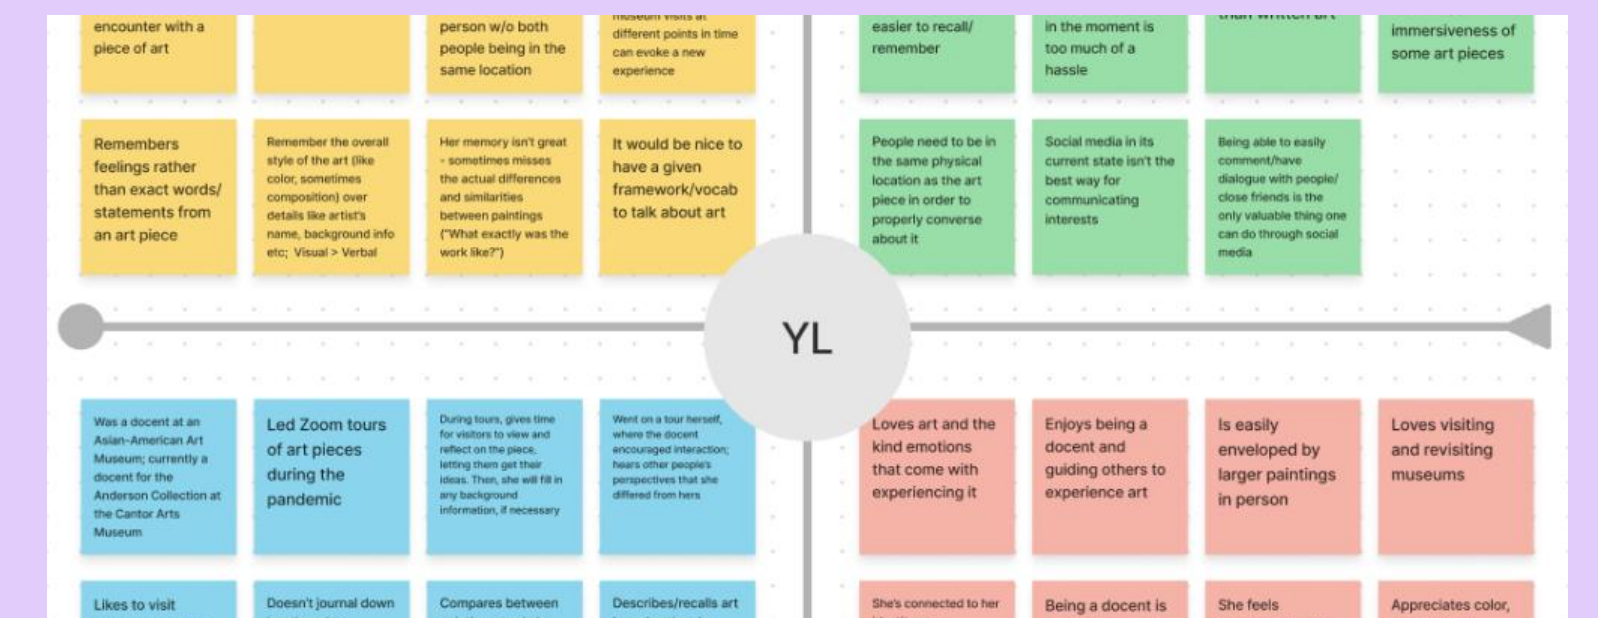 encounter with a
piece of art
person w/o both
people being in the
same location
museum visits at
different points in time
can evoke a new
experience
easier to recall/
remember
in the moment is
too much of a
hassle
than written art
immersiveness of
some art pieces
Remembers
feelings rather
than exact words/
statements from
an art piece
Remember the overall
style of the art (like
color, sometimes
composition) over
details like artist's
name, background info
etc; Visual > Verbal
Her memory isn't great
- sometimes misses
the actual differences
and similarities
between paintings
("What exactly was the
work like?")
It would be nice to
have a given
framework/vocab
to talk about art
People need to be in
the same physical
location as the art
piece in order to
properly converse
about it
Social media in its
current state isn't the
best way for
communicating
interests
Being able to easily
comment/have
dialogue with people/
close friends is the
only valuable thing one
can do through social
media
YL
Was a docent at an
Asian-American Art
Museum; currently a
docent for the
Anderson Collection at
the Cantor Arts
Museum
Led Zoom tours
of art pieces
during the
pandemic
During tours, gives time
for visitors to view and
reflect on the piece,
letting them get their
ideas. Then, she will fill in
any background
information, if necessary
Went on a tour herself,
where the docent
encouraged interaction;
hears other people's
perspectives that she
differed from hers
Loves art and the
kind emotions
that come with
experiencing it
Enjoys being a
docent and
guiding others to
experience art
Is easily
enveloped by
larger paintings
in person
Loves visiting
and revisiting
museums
Likes to visit
Doesn't journal down
Compares between
Describes/recalls art
She's connected to her
Being a docent is
She feels
Appreciates color,